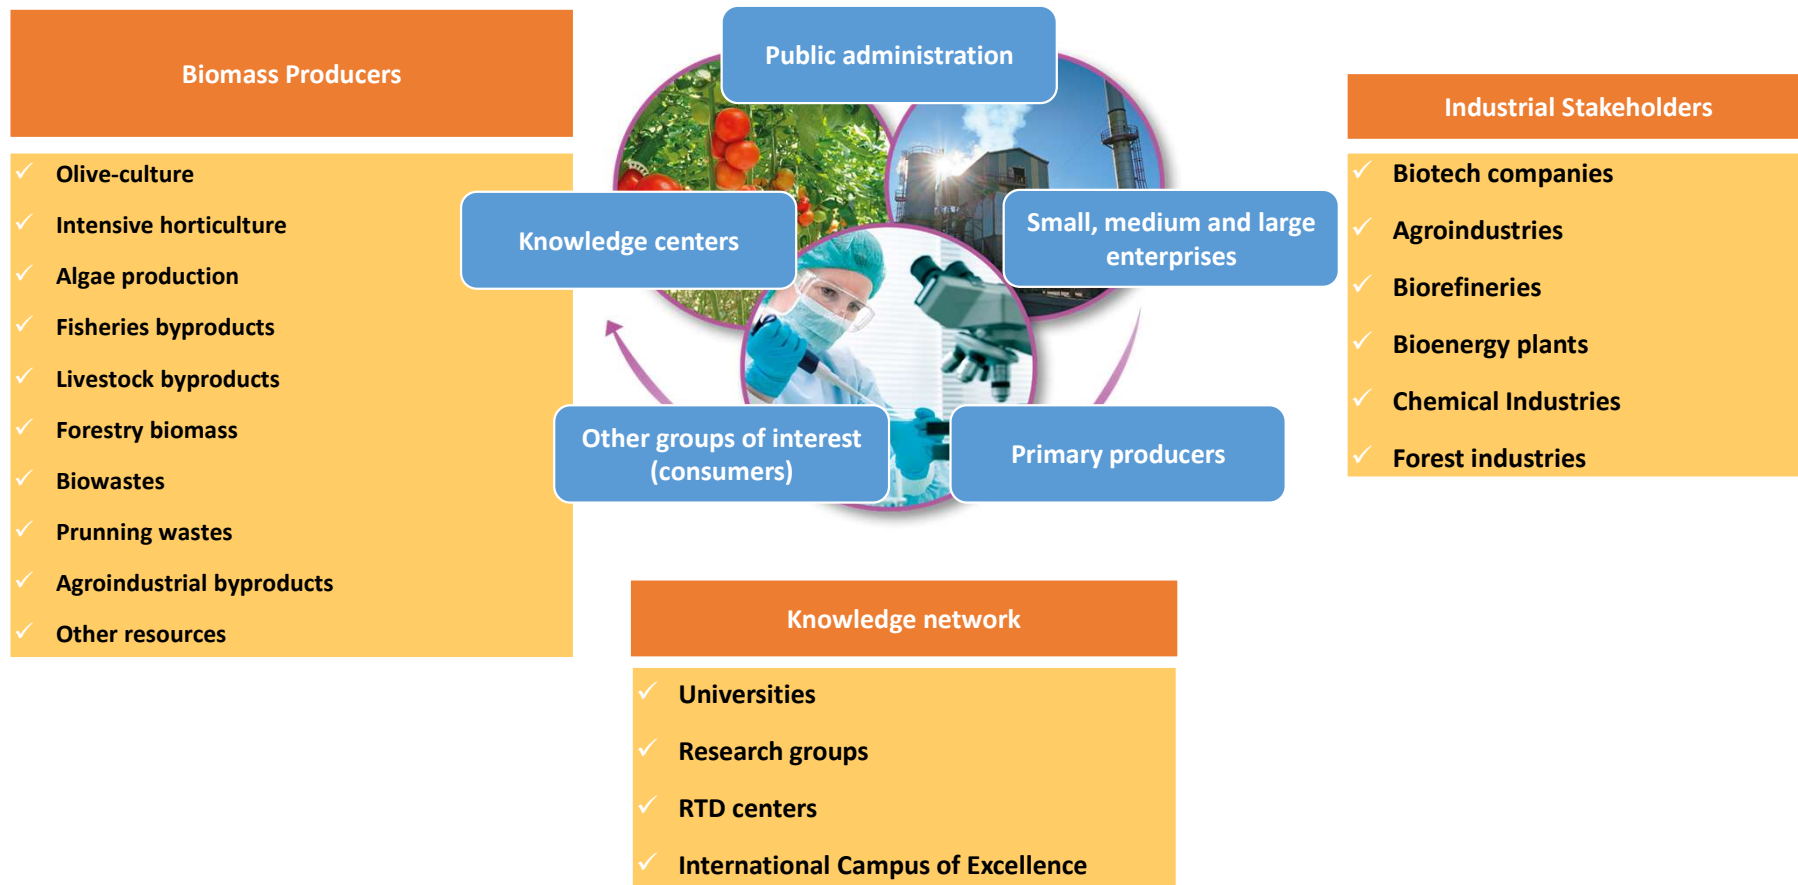 Biomass Producers
Olive-culture
Intensive horticulture
Algae production
Fisheries byproducts
Livestock byproducts
Forestry biomass
Biowastes
Prunning wastes
Agroindustrial byproducts
Other resources
Public administration
Knowledge centers
Small, medium and large
enterprises
Other groups of interest
(consumers)
Primary producers
Industrial Stakeholders
Biotech companies
Agroindustries
Biorefineries
Bioenergy plants
Chemical Industries
Forest industries
Knowledge network
Universities
Research groups
RTD centers
International Campus of Excellence